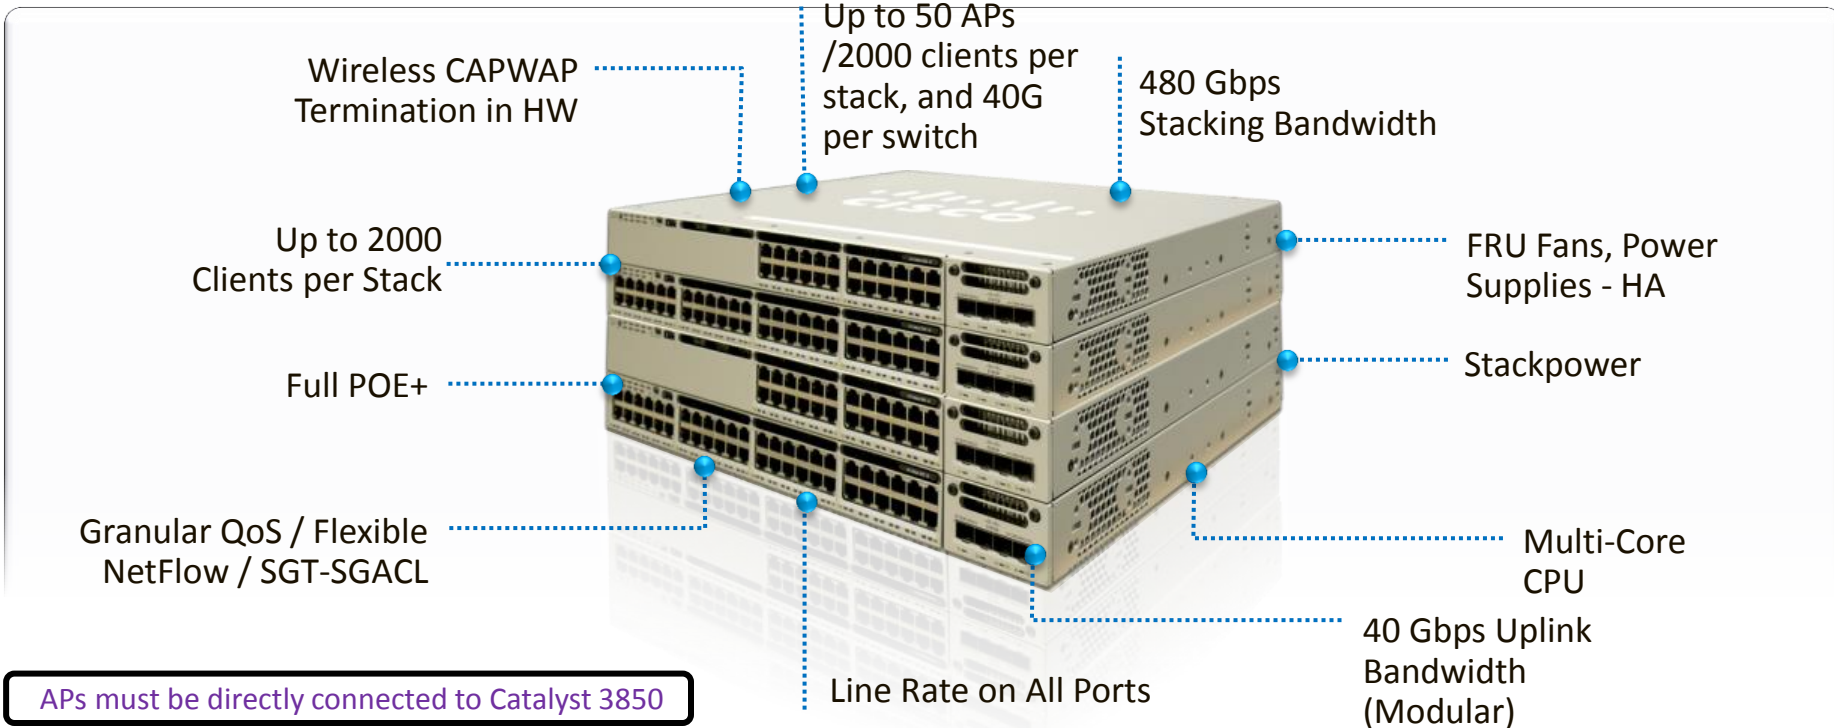 Up to 50 APs
/2000 clients per
stack, and 40G
per switch
Wireless CAPWAP
Termination in HW
480 Gbps
Stacking Bandwidth
CISCO
Up to 2000
Clients per Stack
FRU Fans, Power
Supplies - HA
Full POE+
Stackpower
Granular QoS / Flexible
NetFlow / SGT-SGACL
Multi-Core
CPU
40 Gbps Uplink
Bandwidth
(Modular)
Line Rate on All Ports
APs must be directly connected to Catalyst 3850